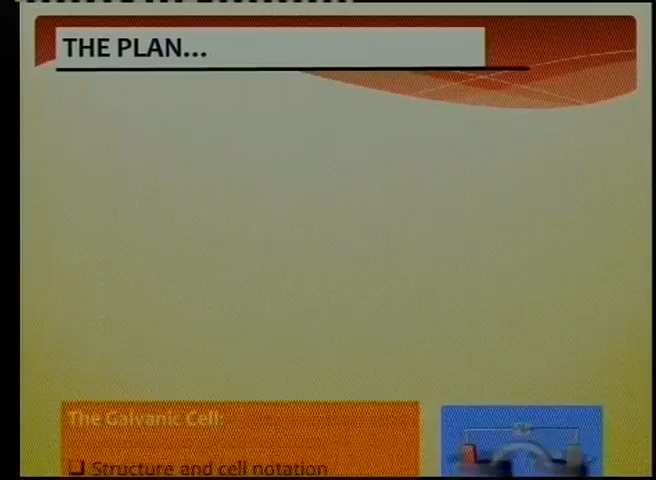 THE PLAN...
The Galvanic Cell:
❑ Structure and cell notation